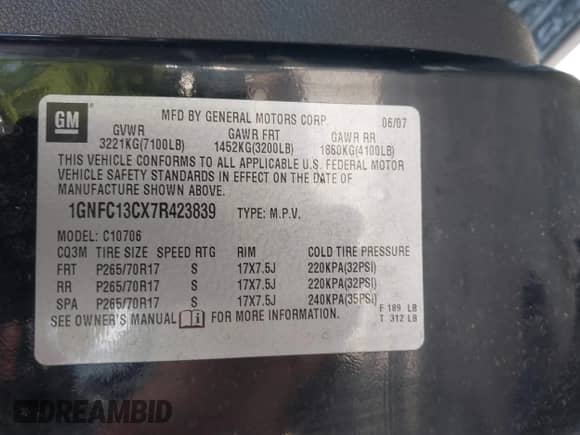 GM
MFD BY GENERAL MOTORS CORP. 06/07
GVWR GAWR FRT GAWR RR
3221KG(7100LB) 1452KG(3200LB) 1860KG(4100LB)
THIS VEHICLE CONFORMS TO ALL APPLICABLE U.S. FEDERAL MOTOR
VEHICLE SAFETY STANDARDS IN EFFECT ON THE DATE OF
MANUFACTURE SHOWN ABOVE.
1GNFC13CX7R423839 TYPE: M.P.V.
MODEL: C10706
CQ3M TIRE SIZE SPEED RTG RIM COLD TIRE PRESSURE
FRT P265/70R17 S 17X7.5J 220KPA(32PSI)
RR P265/70R17 S 17X7.5J 220KPA(32PSI)
SPA P265/70R17 S 17X7.5J 240KPA(35PSI)
SEE OWNER'S MANUAL FOR MORE INFORMATION.
F 189 LB
T 312 LB
DREAMBID